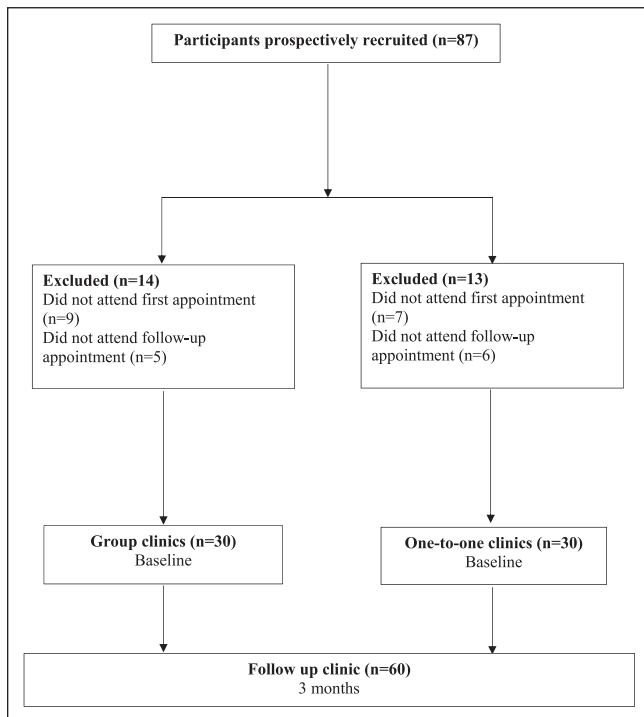 Participants prospectively recruited (n=87)
Excluded (n=14)
Did not attend first appointment
(n=9)
Did not attend follow-up
appointment (n=5)
Excluded (n=13)
Did not attend first appointment
(n=7)
Did not attend follow-up
appointment (n=6)
Group clinics (n=30)
Baseline
One-to-one clinics (n=30)
Baseline
Follow up clinic (n=60)
3 months